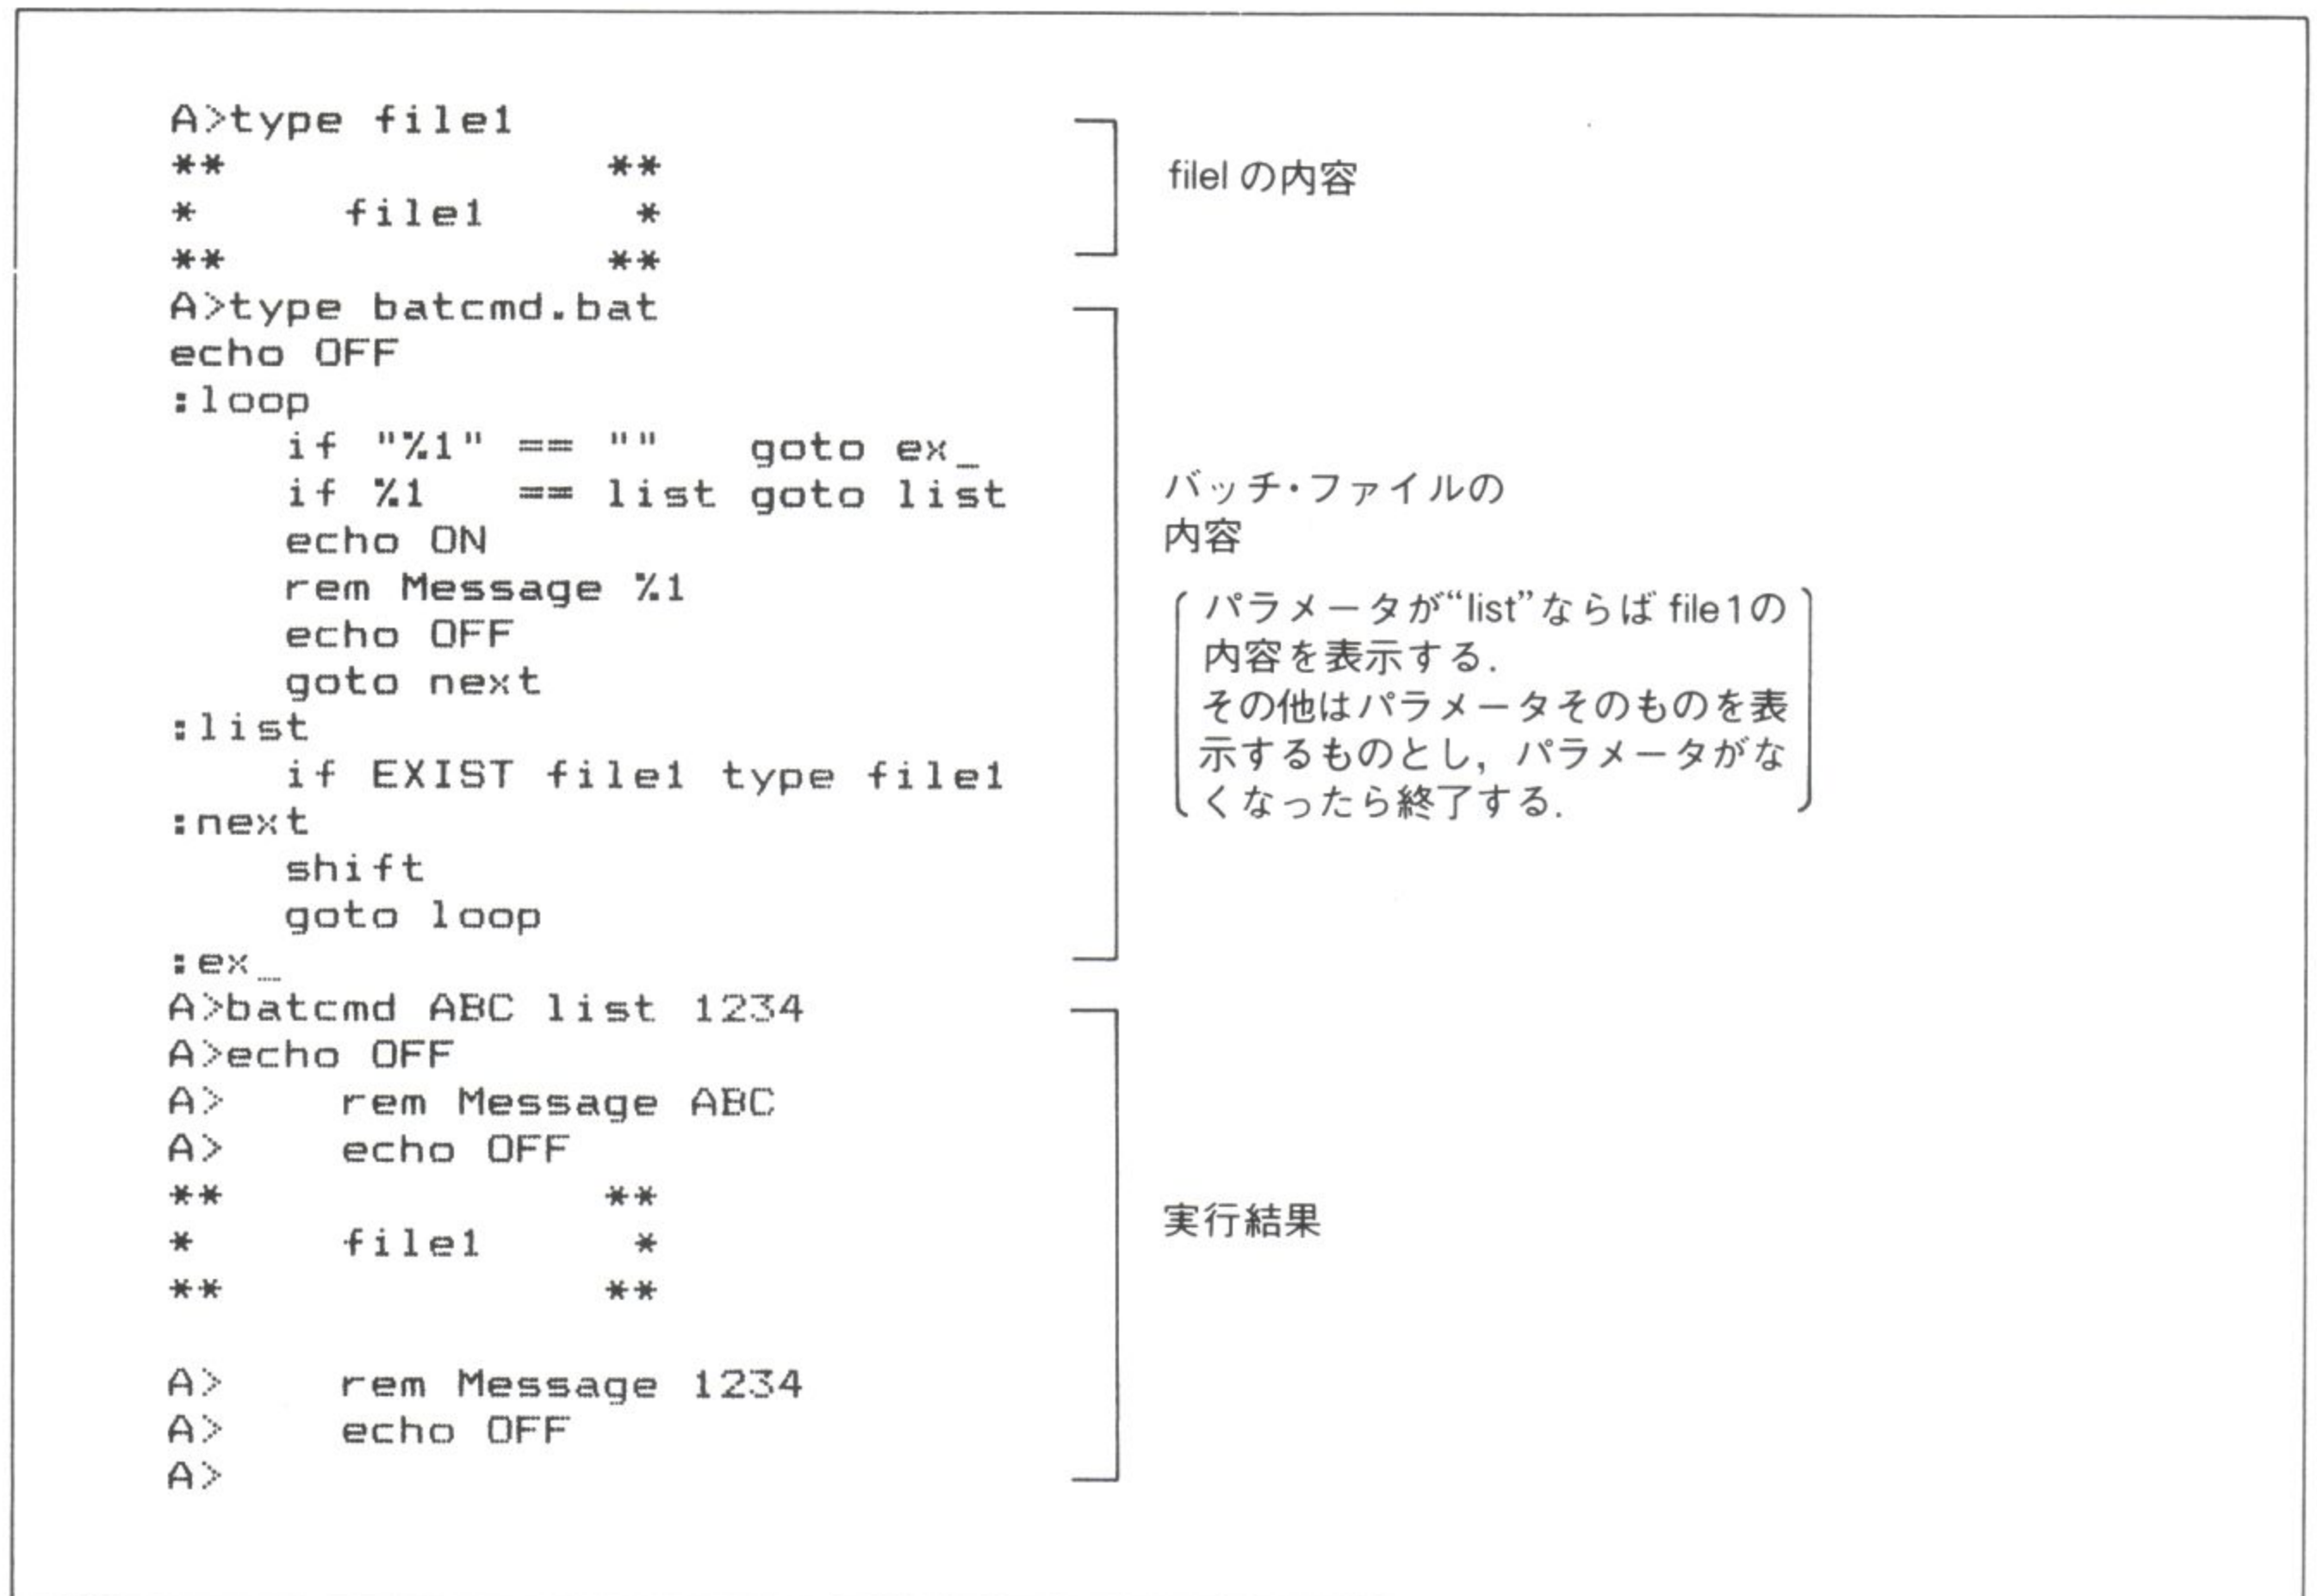 A>type file1
**                          **
*          file1           *
**                          **
filelの内容
A>type batcmd.bat
echo OFF
:loop
    if "%1" == ""   goto ex_
    if %1   == list goto list
    echo ON
    rem Message %1
    echo OFF
    goto next
:list
    if EXIST file1 type file1
:next
    shift
    goto loop
:ex_
バッチ・ファイルの
内容
パラメータが“list”ならばfile1の
内容を表示する．
その他はパラメータそのものを表
示するものとし，パラメータがな
くなったら終了する．
A>batcmd ABC list 1234
A>echo OFF
A>    rem Message ABC
A>    echo OFF
**             **
*     file1     *
**             **
A>    rem Message 1234
A>    echo OFF
A>
実行結果